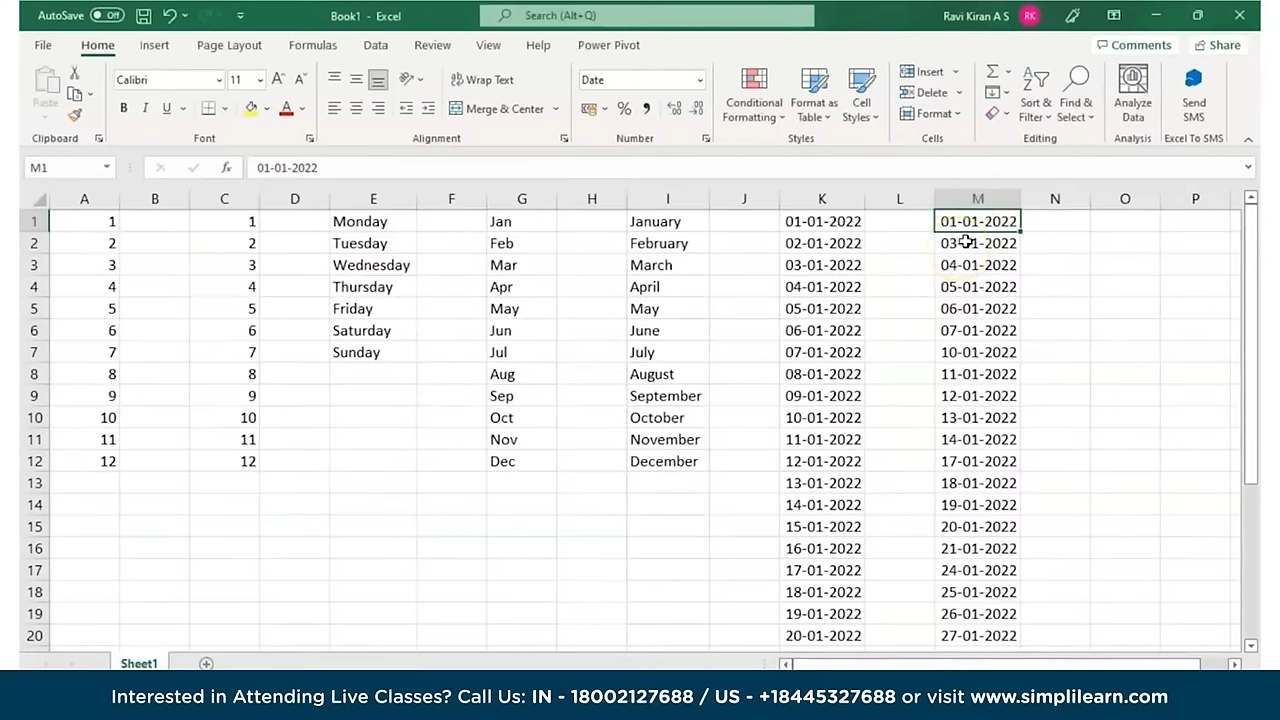 AutoSave Off Book1 - Excel Search (Alt+Q) Ravi Kiran A S RK
File Home Insert Page Layout Formulas Data Review View Help Power Pivot Comments Share
Calibri 11 A A Wrap Text Date Insert
Paste B I U A Merge & Center % Conditional Formatting Format as Table Cell Styles Delete Format Sort & Filter Find & Select Analyze Data Send SMS
Clipboard Font Alignment Number Styles Cells Editing Analysis Excel To SMS
M1 fx 01-01-2022
A B C D E F G H I J K L M N O P
1 1 1 Monday Jan January 01-01-2022 01-01-2022
2 2 2 Tuesday Feb February 02-01-2022 03-01-2022
3 3 3 Wednesday Mar March 03-01-2022 04-01-2022
4 4 4 Thursday Apr April 04-01-2022 05-01-2022
5 5 5 Friday May May 05-01-2022 06-01-2022
6 6 6 Saturday Jun June 06-01-2022 07-01-2022
7 7 7 Sunday Jul July 07-01-2022 10-01-2022
8 8 8 Aug August 08-01-2022 11-01-2022
9 9 9 Sep September 09-01-2022 12-01-2022
10 10 10 Oct October 10-01-2022 13-01-2022
11 11 11 Nov November 11-01-2022 14-01-2022
12 12 12 Dec December 12-01-2022 17-01-2022
13 13-01-2022 18-01-2022
14 14-01-2022 19-01-2022
15 15-01-2022 20-01-2022
16 16-01-2022 21-01-2022
17 17-01-2022 24-01-2022
18 18-01-2022 25-01-2022
19 19-01-2022 26-01-2022
20 20-01-2022 27-01-2022
Sheet1
Interested in Attending Live Classes? Call Us: IN - 18002127688 / US - +18445327688 or visit www.simplilearn.com